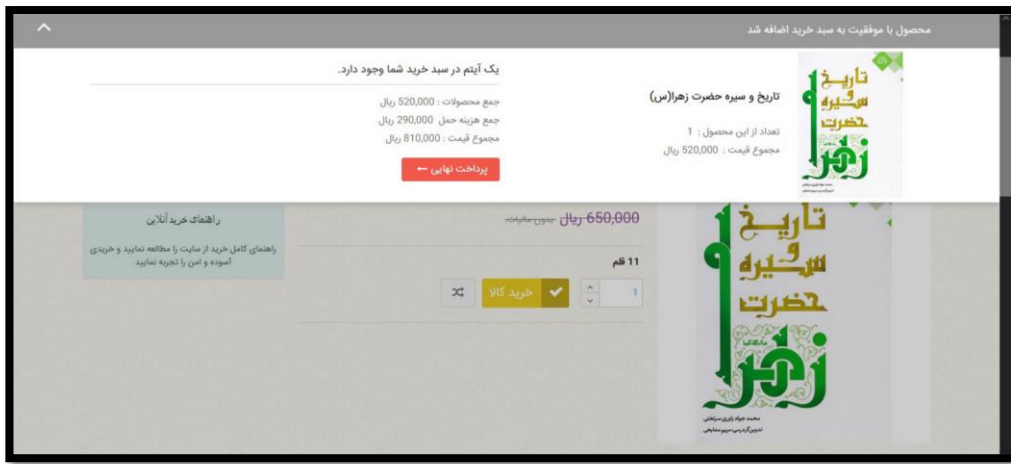 محصول با موفقیت به سبد خرید اضافه شد
تاریخ
و
سیره
حضرت
زهرا
تاریخ و سیره حضرت زهرا(س)
تعداد از این محصول : 1
مجموع قیمت : 520,000 ریال
یک آیتم در سبد خرید شما وجود دارد.
جمع محصولات : 520,000 ریال
جمع هزینه حمل 290,000 ریال
مجموع قیمت : 810,000 ریال
پرداخت نهایی ←
تاریخ
و
سیره
حضرت
زهرا
محمد جواد یاوری سرتختی
650,000 ریال بدون مالیات.
11 قلم
1
خرید کالا
راهنمای خرید آنلاین
راهنمای کامل خرید از سایت را مطالعه نمایید و خریدی
آسوده و امن را تجربه نمایید